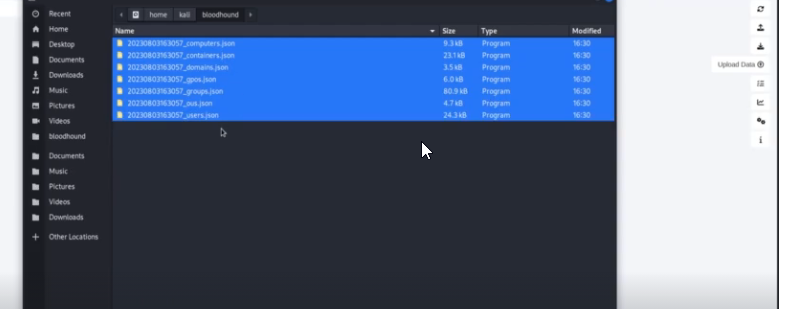 Recent
Home
Desktop
Documents
Downloads
Music
Pictures
Videos
bloodhound
Documents
Music
Pictures
Videos
Downloads
Other Locations
home kali bloodhound
Name Size Type Modified
20230803163057_computers.json 9.3 kB Program 16:30
20230803163057_containers.json 23.1 kB Program 16:30
20230803163057_domains.json 3.5 kB Program 16:30
20230803163057_gpos.json 6.0 kB Program 16:30
20230803163057_groups.json 80.9 kB Program 16:30
20230803163057_ous.json 4.7 kB Program 16:30
20230803163057_users.json 24.3 kB Program 16:30
Upload Data